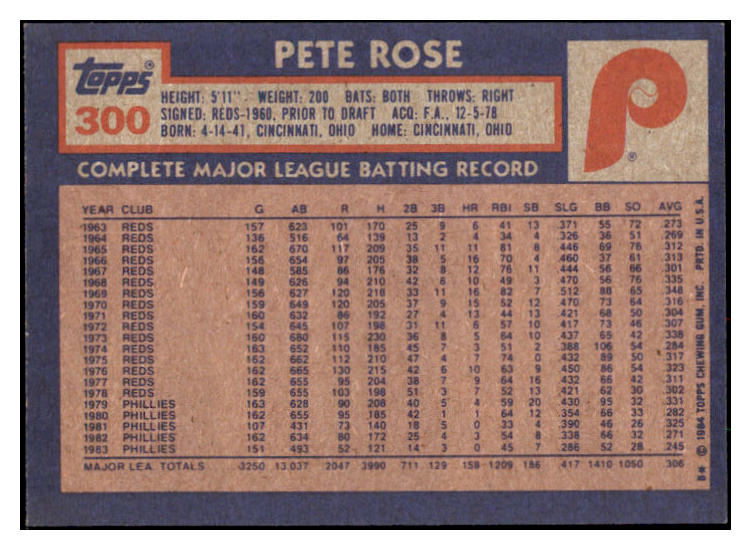 PETE ROSE
Topps
300
HEIGHT: 5'11" WEIGHT: 200 BATS: BOTH THROWS: RIGHT
SIGNED: REDS-1960, PRIOR TO DRAFT ACQ: F.A., 12-5-78
BORN: 4-14-41, CINCINNATI, OHIO HOME: CINCINNATI, OHIO
P
®
COMPLETE MAJOR LEAGUE BATTING RECORD
YEAR CLUB G AB R H 2B 3B HR RBI SB SLG BB SO AVG
1963 REDS 157 623 101 170 25 9 6 41 13 .371 55 72 .273
1964 REDS 136 516 64 139 13 2 4 34 4 .326 36 51 .269
1965 REDS 162 670 117 209 35 11 11 81 8 .446 69 76 .312
1966 REDS 156 654 97 205 38 5 16 70 4 .460 37 61 .313
1967 REDS 148 585 86 176 32 8 12 76 11 .444 56 66 .301
1968 REDS 149 626 94 210 42 6 10 49 3 .470 56 76 .335
1969 REDS 156 627 120 218 33 11 16 82 7 .512 88 65 .348
1970 REDS 159 649 120 205 37 9 15 52 12 .470 73 64 .316
1971 REDS 160 632 86 192 27 4 13 44 13 .421 68 50 .304
1972 REDS 154 645 107 198 31 11 6 57 10 .417 73 46 .307
1973 REDS 160 680 115 230 36 8 5 64 10 .437 65 42 .338
1974 REDS 163 652 110 185 45 7 3 51 2 .388 106 54 .284
1975 REDS 162 662 112 210 47 4 7 74 0 .432 89 50 .317
1976 REDS 162 665 130 215 42 6 10 63 9 .450 86 54 .323
1977 REDS 162 655 95 204 38 7 9 64 16 .432 66 42 .311
1978 REDS 159 655 103 198 51 3 7 52 13 .421 62 30 .302
1979 PHILLIES 163 628 90 208 40 5 4 59 20 .430 95 32 .331
1980 PHILLIES 162 655 95 185 42 1 1 64 12 .354 66 33 .282
1981 PHILLIES 107 431 73 140 18 5 0 33 4 .390 46 26 .325
1982 PHILLIES 162 634 80 172 25 4 3 54 8 .338 66 32 .271
1983 PHILLIES 151 493 52 121 14 3 0 45 7 .286 52 28 .245
MAJOR LEA. TOTALS 3250 13,037 2047 3990 711 129 158 1209 186 .417 1410 1050 .306
B* © 1984 TOPPS CHEWING GUM, INC. PRTD. IN U.S.A.